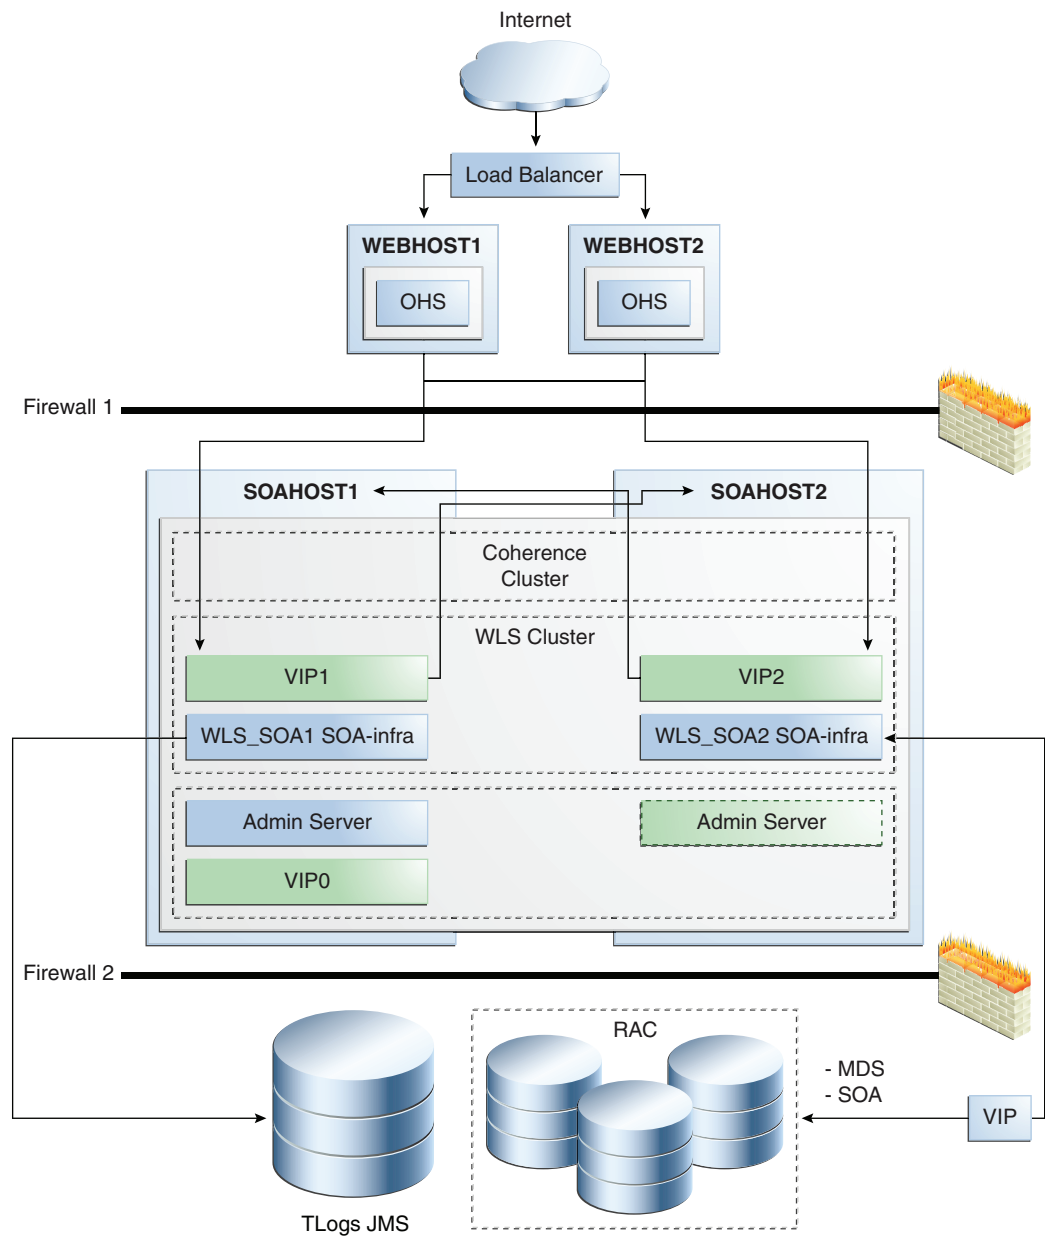 Internet
Load Balancer
WEBHOST1
WEBHOST2
OHS
OHS
Firewall 1
SOAHOST1
SOAHOST2
Coherence
Cluster
WLS Cluster
VIP1
VIP2
WLS_SOA1 SOA-infra
WLS_SOA2 SOA-infra
Admin Server
Admin Server
VIP0
Firewall 2
RAC
- MDS
- SOA
VIP
TLogs JMS